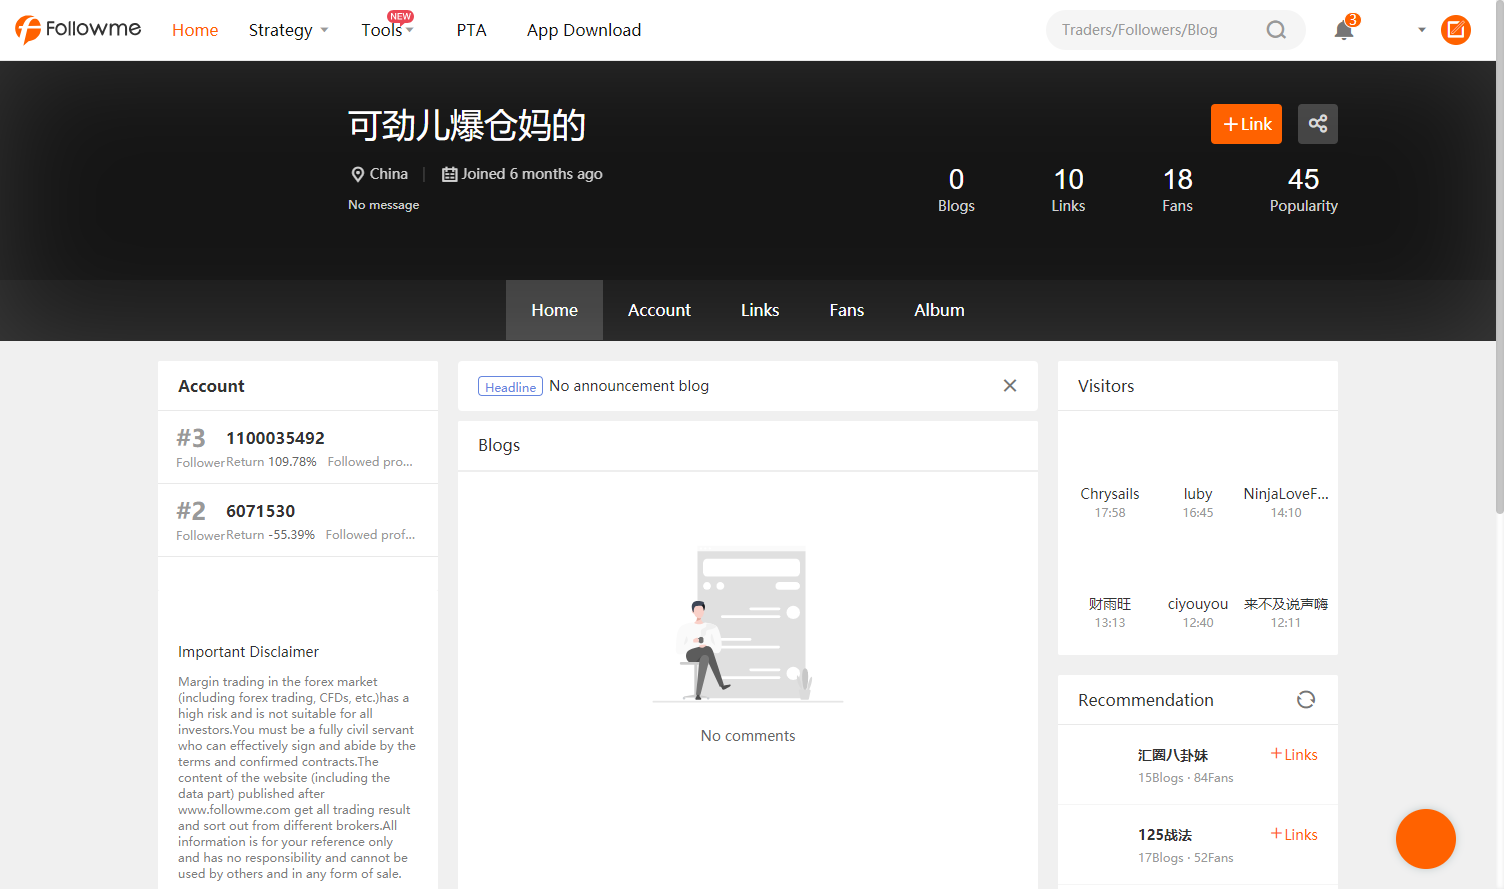 Followme Home Strategy Tools NEW PTA App Download Traders/Followers/Blog 3
可劲儿爆仓妈的
+Link
China Joined 6 months ago
No message
0 10 18 45
Blogs Links Fans Popularity
Home Account Links Fans Album
Account
#3 1100035492
Follower Return 109.78% Followed pro...
#2 6071530
Follower Return -55.39% Followed prof...
Important Disclaimer
Margin trading in the forex market
(including forex trading, CFDs, etc.)has a
high risk and is not suitable for all
investors.You must be a fully civil servant
who can effectively sign and abide by the
terms and confirmed contracts.The
content of the website (including the
data part) published after
www.followme.com get all trading result
and sort out from different brokers.All
information is for your reference only
and has no responsibility and cannot be
used by others and in any form of sale.
Headline No announcement blog
Blogs
No comments
Visitors
Chrysails luby NinjaLoveF...
17:58 16:45 14:10
财雨旺 ciyouyou 来不及说声嗨
13:13 12:40 12:11
Recommendation
汇圈八卦妹 +Links
15Blogs · 84Fans
125战法 +Links
17Blogs · 52Fans